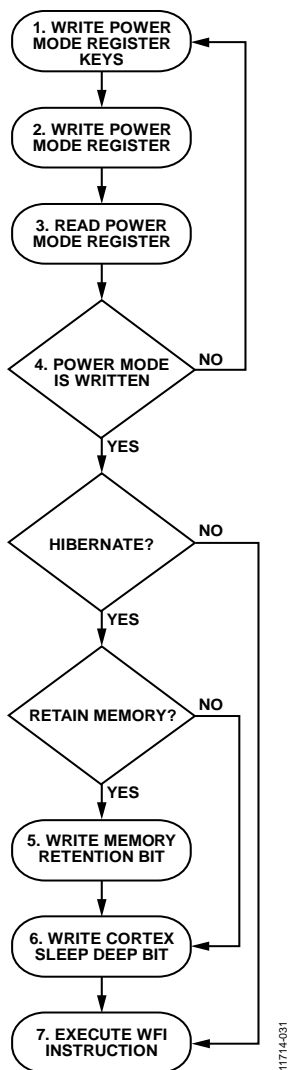 1. WRITE POWER
MODE REGISTER
KEYS
2. WRITE POWER
MODE REGISTER
3. READ POWER
MODE REGISTER
4. POWER MODE
IS WRITTEN
NO
YES
HIBERNATE?
NO
YES
RETAIN MEMORY?
NO
YES
5. WRITE MEMORY
RETENTION BIT
6. WRITE CORTEX
SLEEP DEEP BIT
7. EXECUTE WFI
INSTRUCTION
11714-031